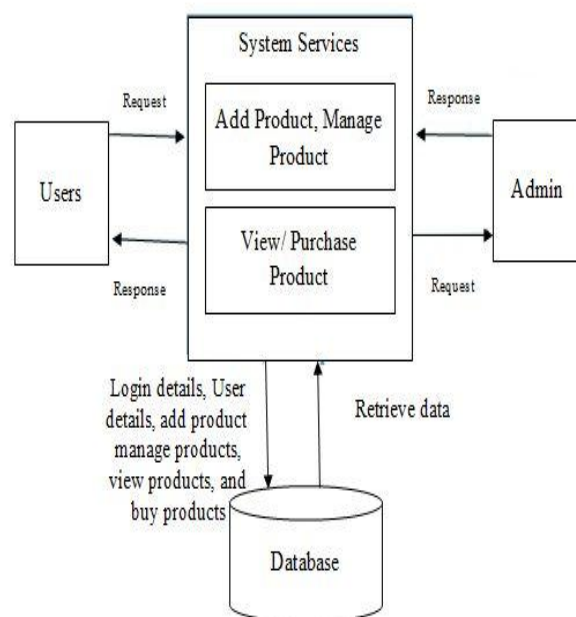 System Services
Request
Response
Add Product, Manage
Product
Users
Admin
View/ Purchase
Product
Response
Request
Login details, User
details, add product
manage products,
view products, and
buy products
Retrieve data
Database